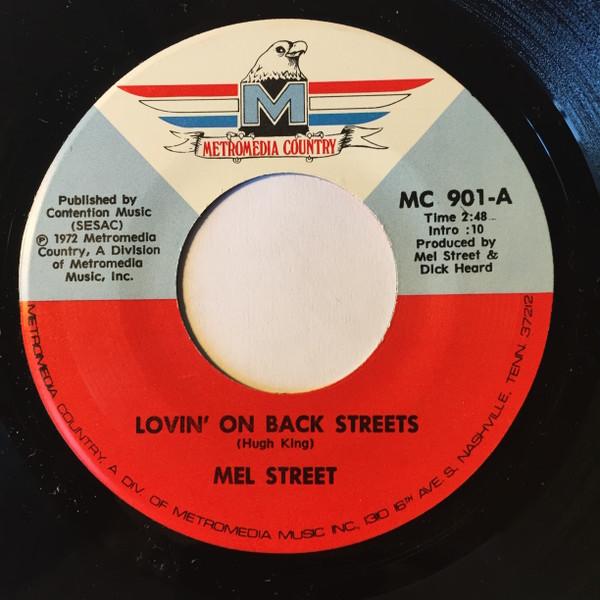 M
METROMEDIA COUNTRY
Published by
Contention Music
(SESAC)
℗ 1972 Metromedia
Country, A Division
of Metromedia
Music, Inc.
MC 901-A
Time 2:48
Intro :10
Produced by
Mel Street &
Dick Heard
LOVIN' ON BACK STREETS
(Hugh King)
MEL STREET
METROMEDIA COUNTRY, A DIV. OF METROMEDIA MUSIC INC., 1310 16TH AVE. S. NASHVILLE, TENN. 37212